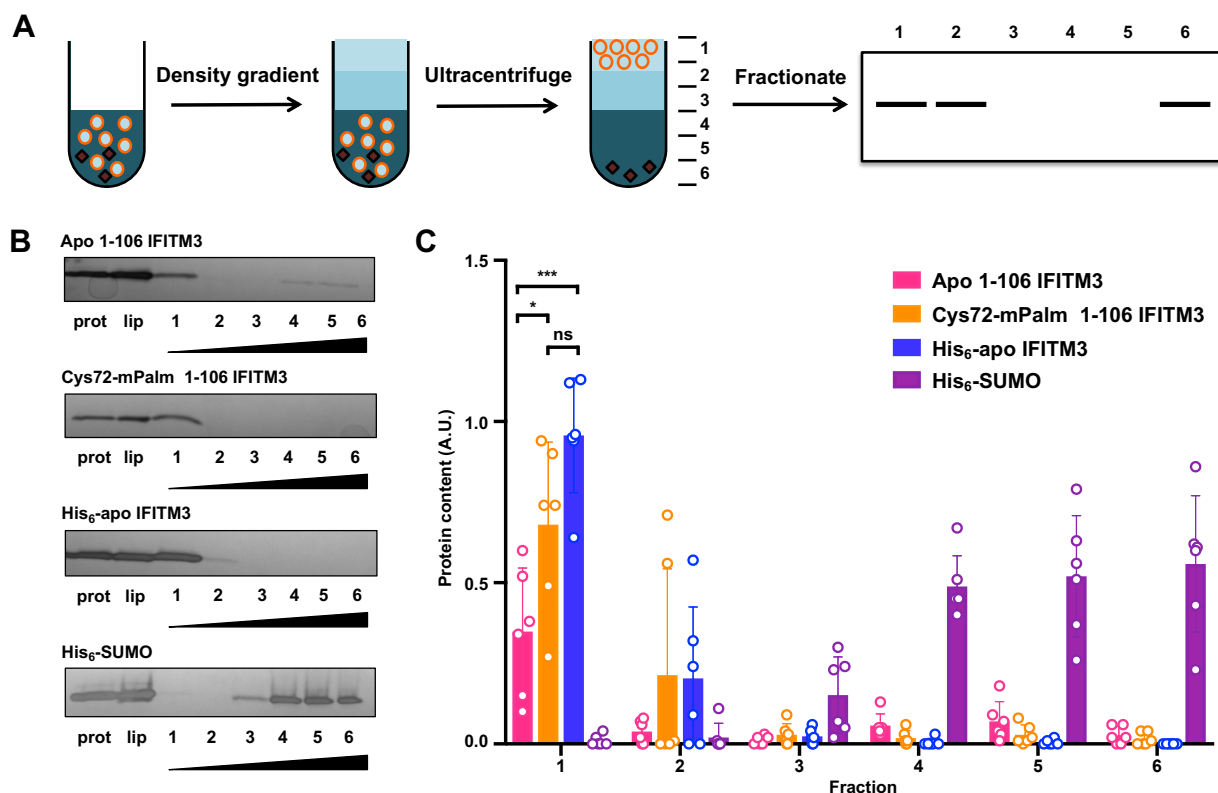 A
Density gradient
Ultracentrifuge
1
2
3
4
5
6
Fractionate
1 2 3 4 5 6
B
Apo 1-106 IFITM3
prot lip 1 2 3 4 5 6
Cys72-mPalm 1-106 IFITM3
prot lip 1 2 3 4 5 6
His₆-apo IFITM3
prot lip 1 2 3 4 5 6
His₆-SUMO
prot lip 1 2 3 4 5 6
C
Protein content (A.U.)
1.5
1.0
0.5
0.0
***
*
ns
Apo 1-106 IFITM3
Cys72-mPalm 1-106 IFITM3
His₆-apo IFITM3
His₆-SUMO
1 2 3 4 5 6
Fraction